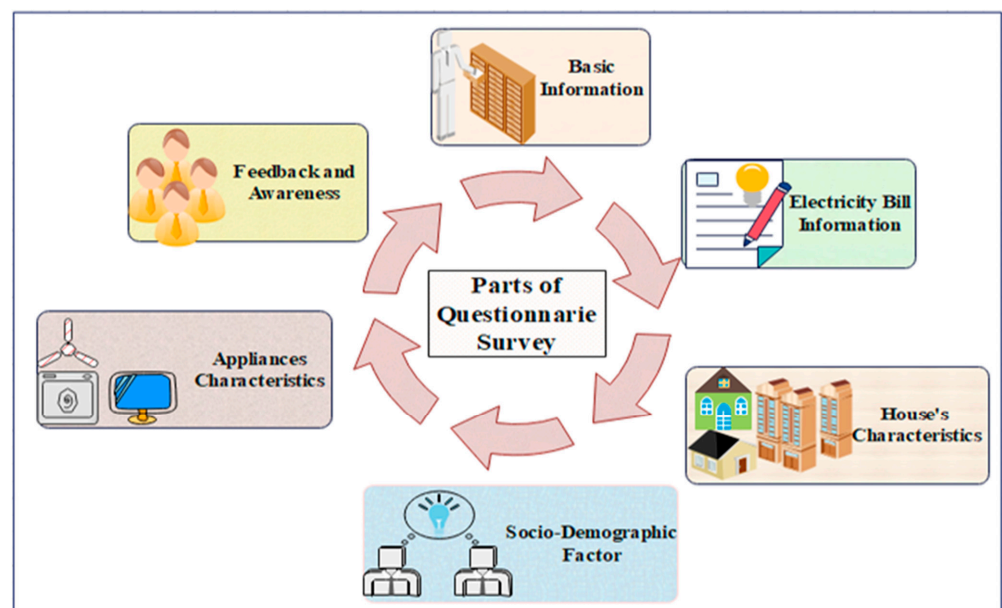 Basic
Information
Feedback and
Awareness
Electricity Bill
Information
Parts of
Questionnarie
Survey
Appliances
Characteristics
House's
Characteristics
Socio-Demographic
Factor